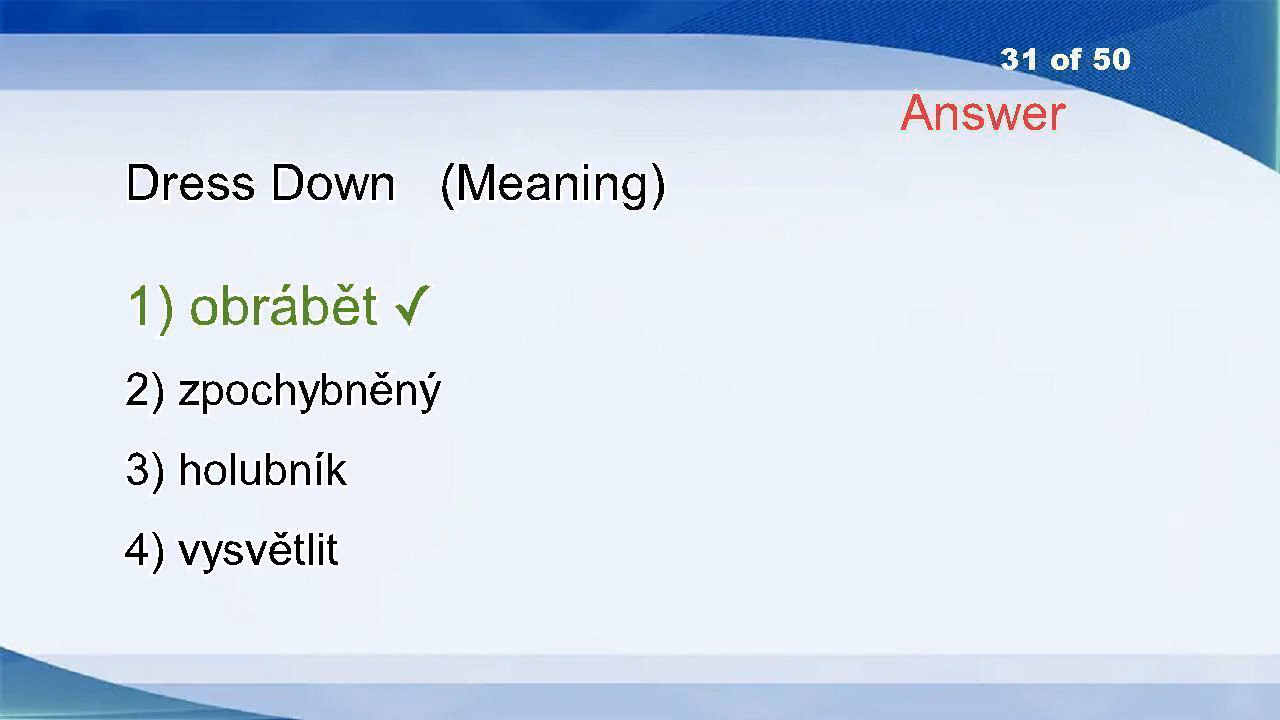 31 of 50
Answer
Dress Down (Meaning)
1) obrábět ✓
2) zpochybněný
3) holubník
4) vysvětlit